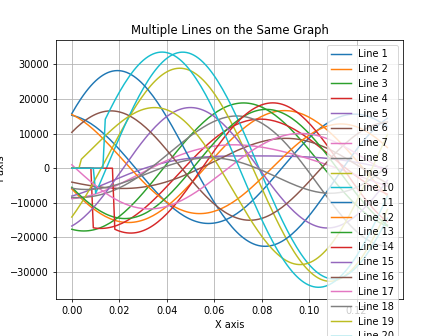 Multiple Lines on the Same Graph
30000
20000
10000
0
−10000
−20000
−30000
0.00
0.02
0.04
0.06
0.08
0.10
X axis
axis
Line 1
Line 2
Line 3
Line 4
Line 5
Line 6
Line 7
Line 8
Line 9
Line 10
Line 11
Line 12
Line 13
Line 14
Line 15
Line 16
Line 17
Line 18
Line 19
Line 20